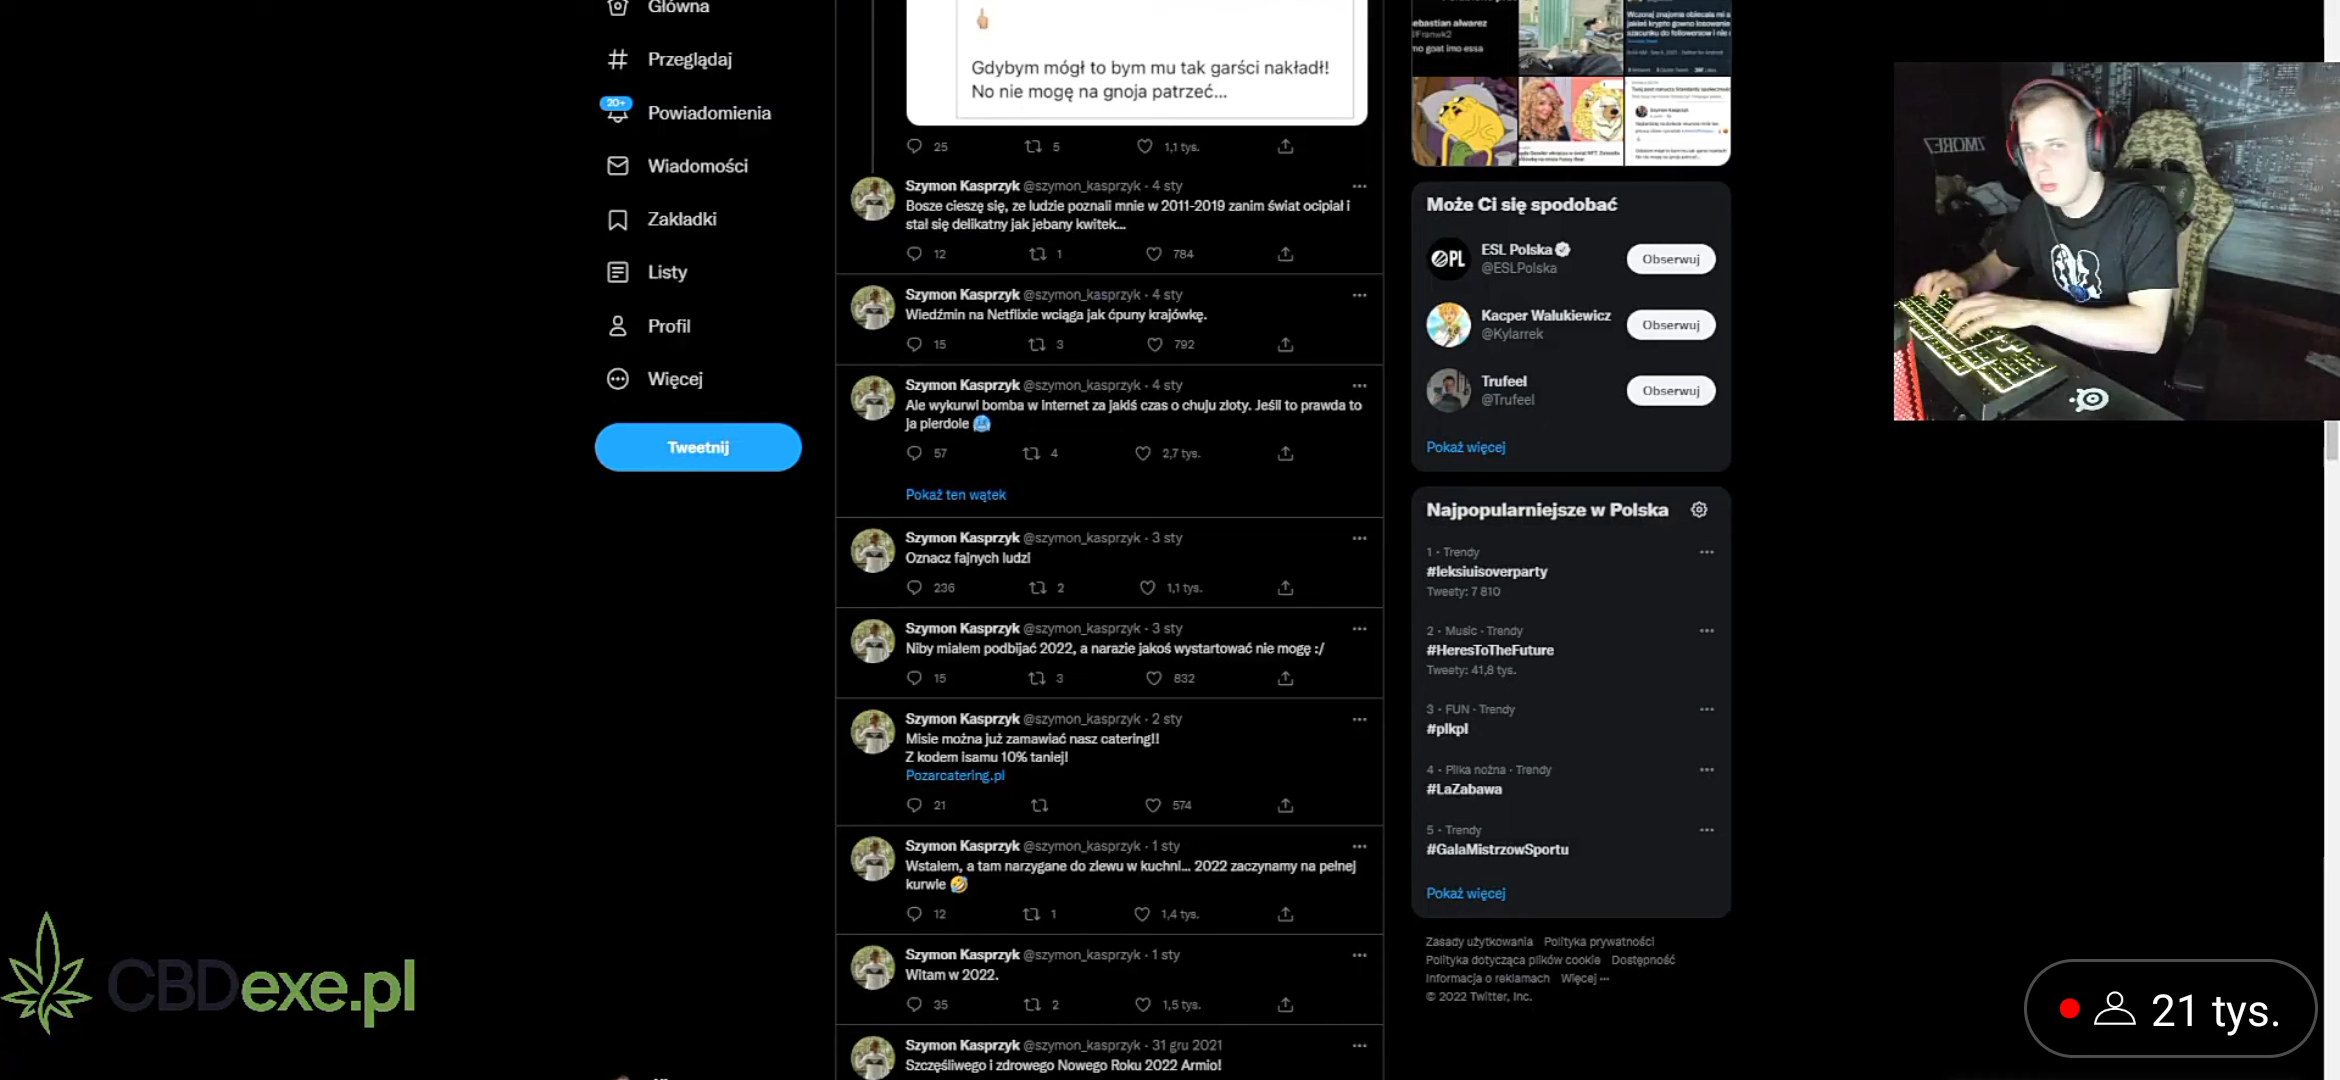 Główna
Przeglądaj
20+
Powiadomienia
Wiadomości
Zakładki
Listy
Profil
Więcej
Tweetnij
Gdybym mógł to bym mu tak garści nakładł!
No nie mogę na gnoja patrzeć...
25 5 1,1 tys.
Szymon Kasprzyk @szymon_kasprzyk · 4 sty
Bosze cieszę się, ze ludzie poznali mnie w 2011-2019 zanim świat ocipiał i
stał się delikatny jak jebany kwitek...
12 1 784
Szymon Kasprzyk @szymon_kasprzyk · 4 sty
Wiedźmin na Netflixie wciąga jak ćpuny krajówkę.
15 3 792
Szymon Kasprzyk @szymon_kasprzyk · 4 sty
Ale wykurwi bomba w internet za jakiś czas o chuju złoty. Jeśli to prawda to
ja pierdole
57 4 2,7 tys.
Pokaż ten wątek
Szymon Kasprzyk @szymon_kasprzyk · 3 sty
Oznacz fajnych ludzi
236 2 1,1 tys.
Szymon Kasprzyk @szymon_kasprzyk · 3 sty
Niby miałem podbijać 2022, a narazie jakoś wystartować nie mogę :/
15 3 832
Szymon Kasprzyk @szymon_kasprzyk · 2 sty
Misie można już zamawiać nasz catering!!
Z kodem isamu 10% taniej!
Pozarcatering.pl
21 574
Szymon Kasprzyk @szymon_kasprzyk · 1 sty
Wstałem, a tam narzygane do zlewu w kuchni... 2022 zaczynamy na pełnej
kurwie
12 1 1,4 tys.
Szymon Kasprzyk @szymon_kasprzyk · 1 sty
Witam w 2022.
35 2 1,5 tys.
Szymon Kasprzyk @szymon_kasprzyk · 31 gru 2021
Szczęśliwego i zdrowego Nowego Roku 2022 Armio!
ebastian alwarez
@Franwk2
no goat imo essa
Może Ci się spodobać
ESL Polska
@ESLPolska
Obserwuj
Kacper Walukiewicz
@Kylarrek
Obserwuj
Trufeel
@Trufeel
Obserwuj
Pokaż więcej
Najpopularniejsze w Polska
1 · Trendy
#leksiuisoverparty
Tweety: 7 810
2 · Music · Trendy
#HeresToTheFuture
Tweety: 41,8 tys.
3 · FUN · Trendy
#plkpl
4 · Piłka nożna · Trendy
#LaZabawa
5 · Trendy
#GalaMistrzowSportu
Pokaż więcej
Zasady użytkowania Polityka prywatności
Polityka dotycząca plików cookie Dostępność
Informacja o reklamach Więcej ···
© 2022 Twitter, Inc.
CBDexe.pl
21 tys.